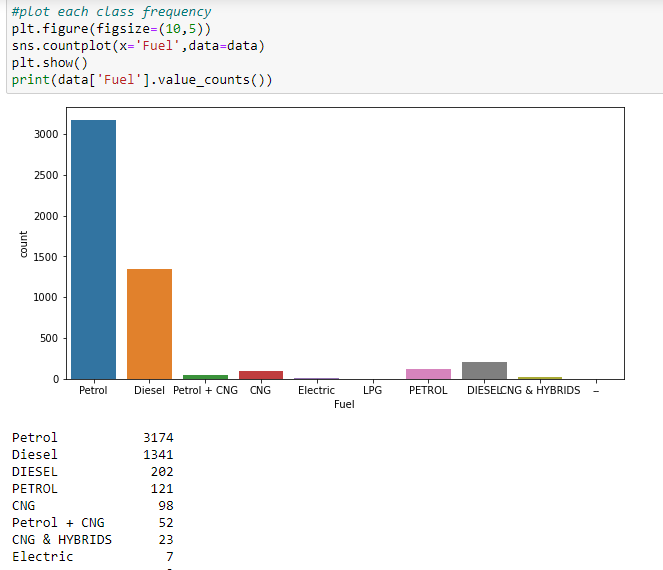 #plot each class frequency
plt.figure(figsize=(10,5))
sns.countplot(x='Fuel',data=data)
plt.show()
print(data['Fuel'].value_counts())
3000
2500
2000
1500
1000
500
0
count
Petrol Diesel Petrol + CNG CNG Electric LPG PETROL DIESEL CNG & HYBRIDS –
Fuel
Petrol 3174
Diesel 1341
DIESEL 202
PETROL 121
CNG 98
Petrol + CNG 52
CNG & HYBRIDS 23
Electric 7